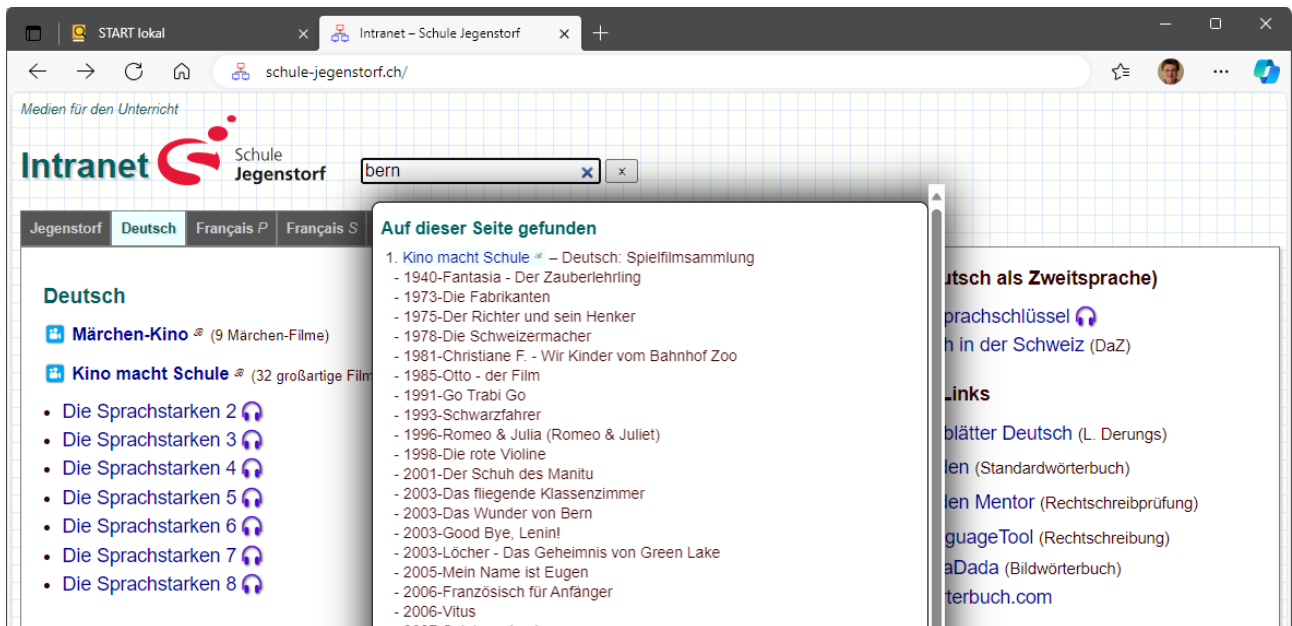 START lokal
Intranet – Schule Jegenstorf
schule-jegenstorf.ch/
Medien für den Unterricht
Intranet
Schule
Jegenstorf
bern
x
Jegenstorf Deutsch Français P Français S
Deutsch
Märchen-Kino (9 Märchen-Filme)
Kino macht Schule (32 großartige Film
• Die Sprachstarken 2
• Die Sprachstarken 3
• Die Sprachstarken 4
• Die Sprachstarken 5
• Die Sprachstarken 6
• Die Sprachstarken 7
• Die Sprachstarken 8
Auf dieser Seite gefunden
1. Kino macht Schule – Deutsch: Spielfilmsammlung
- 1940-Fantasia - Der Zauberlehrling
- 1973-Die Fabrikanten
- 1975-Der Richter und sein Henker
- 1978-Die Schweizermacher
- 1981-Christiane F. - Wir Kinder vom Bahnhof Zoo
- 1985-Otto - der Film
- 1991-Go Trabi Go
- 1993-Schwarzfahrer
- 1996-Romeo & Julia (Romeo & Juliet)
- 1998-Die rote Violine
- 2001-Der Schuh des Manitu
- 2003-Das fliegende Klassenzimmer
- 2003-Das Wunder von Bern
- 2003-Good Bye, Lenin!
- 2003-Löcher - Das Geheimnis von Green Lake
- 2005-Mein Name ist Eugen
- 2006-Französisch für Anfänger
- 2006-Vitus
utsch als Zweitsprache)
prachschlüssel
h in der Schweiz (DaZ)
Links
blätter Deutsch (L. Derungs)
en (Standardwörterbuch)
en Mentor (Rechtschreibprüfung)
guageTool (Rechtschreibung)
aDada (Bildwörterbuch)
terbuch.com